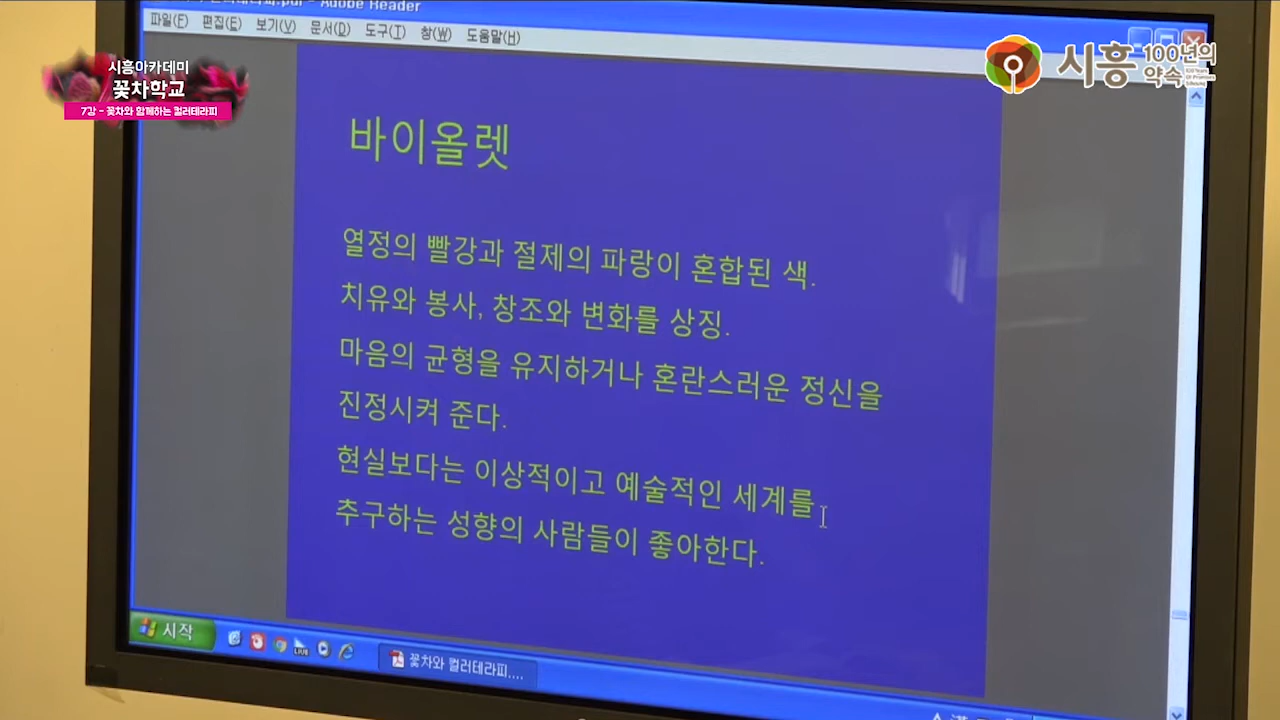 Adobe Reader
파일(F) 편집(E) 보기(V) 문서(D) 도구(T) 창(W) 도움말(H)
시흥아카데미
꽃차학교
7강 - 꽃차와 함께하는 컬러테라피
시흥 100년의
약속
바이올렛
열정의 빨강과 절제의 파랑이 혼합된 색.
치유와 봉사, 창조와 변화를 상징.
마음의 균형을 유지하거나 혼란스러운 정신을
진정시켜 준다.
현실보다는 이상적이고 예술적인 세계를
추구하는 성향의 사람들이 좋아한다.
시작
LIVE
꽃차와 컬러테라피....